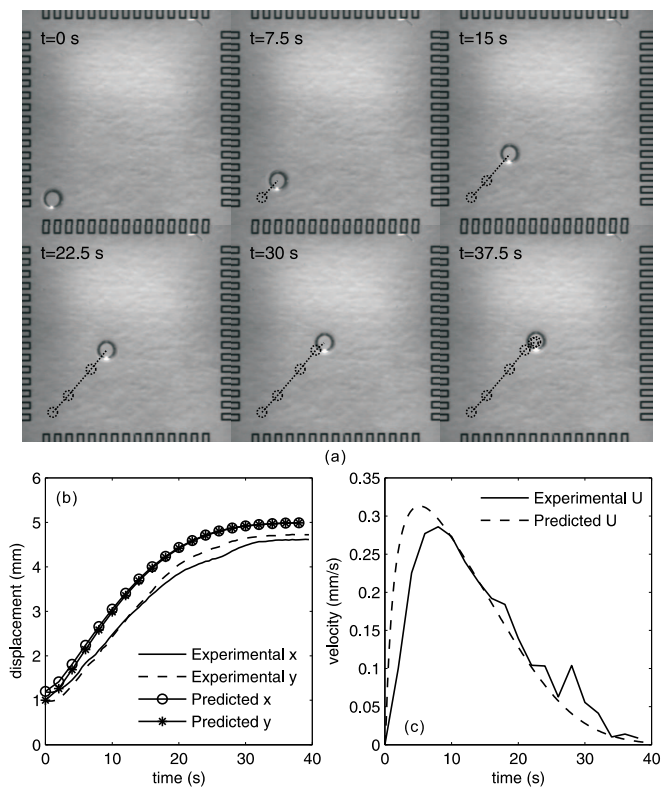 t=0 s
t=7.5 s
t=15 s
t=22.5 s
t=30 s
t=37.5 s
(a)
(b)
displacement (mm)
6
5
4
3
2
1
0
0
10
20
30
40
time (s)
Experimental x
Experimental y
Predicted x
Predicted y
(c)
velocity (mm/s)
0.35
0.3
0.25
0.2
0.15
0.1
0.05
0
0
10
20
30
40
time (s)
Experimental U
Predicted U